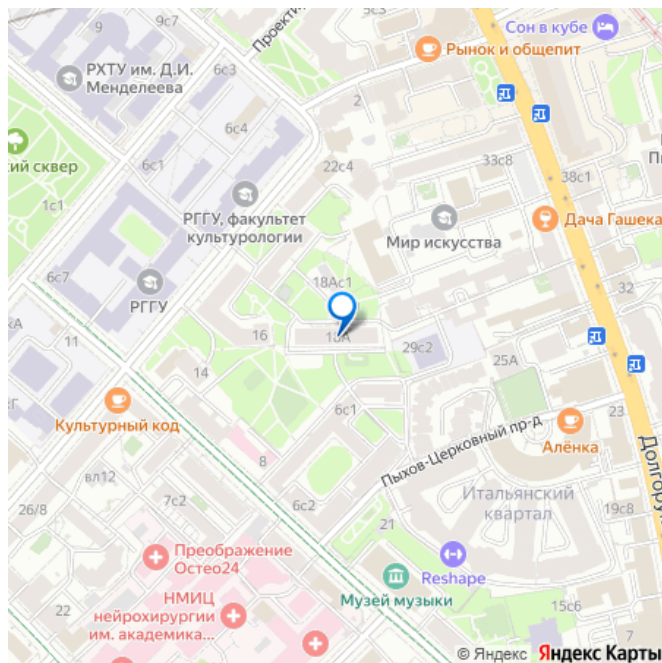 9с7
5с3
Сон в кубе
Проекти
Рынок и общепит
РХТУ им. Д.И.
Менделеева
6с3
2
6с4
кий сквер
6с1
22с4
33с8
38с1
П
1с1
РГГУ, факультет
культурологии
Мир искусства
Дача Гашека
6с7
РГГУ
18Ас1
32
11
16
29с2
25А
14
6с1
23
Культурный код
Алёнка
Пыхов-Церковный пр-д
Долгору
8
вл12
7с2
26/8
6с2
Итальянский
квартал
19с8
21
Преображение
Остео24
Reshape
22
НМИЦ
нейрохирургии
им. академика...
Музей музыки
15с6
© Яндекс Яндекс Карты